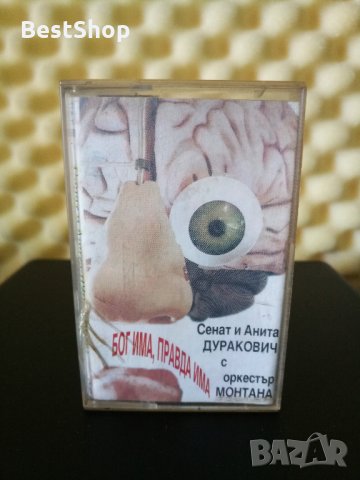 BestShop
БОГ ИМА, ПРАВДА ИМА
Сенат и Анита
ДУРАКОВИЧ
с
оркестър
МОНТАНА
BAZAR